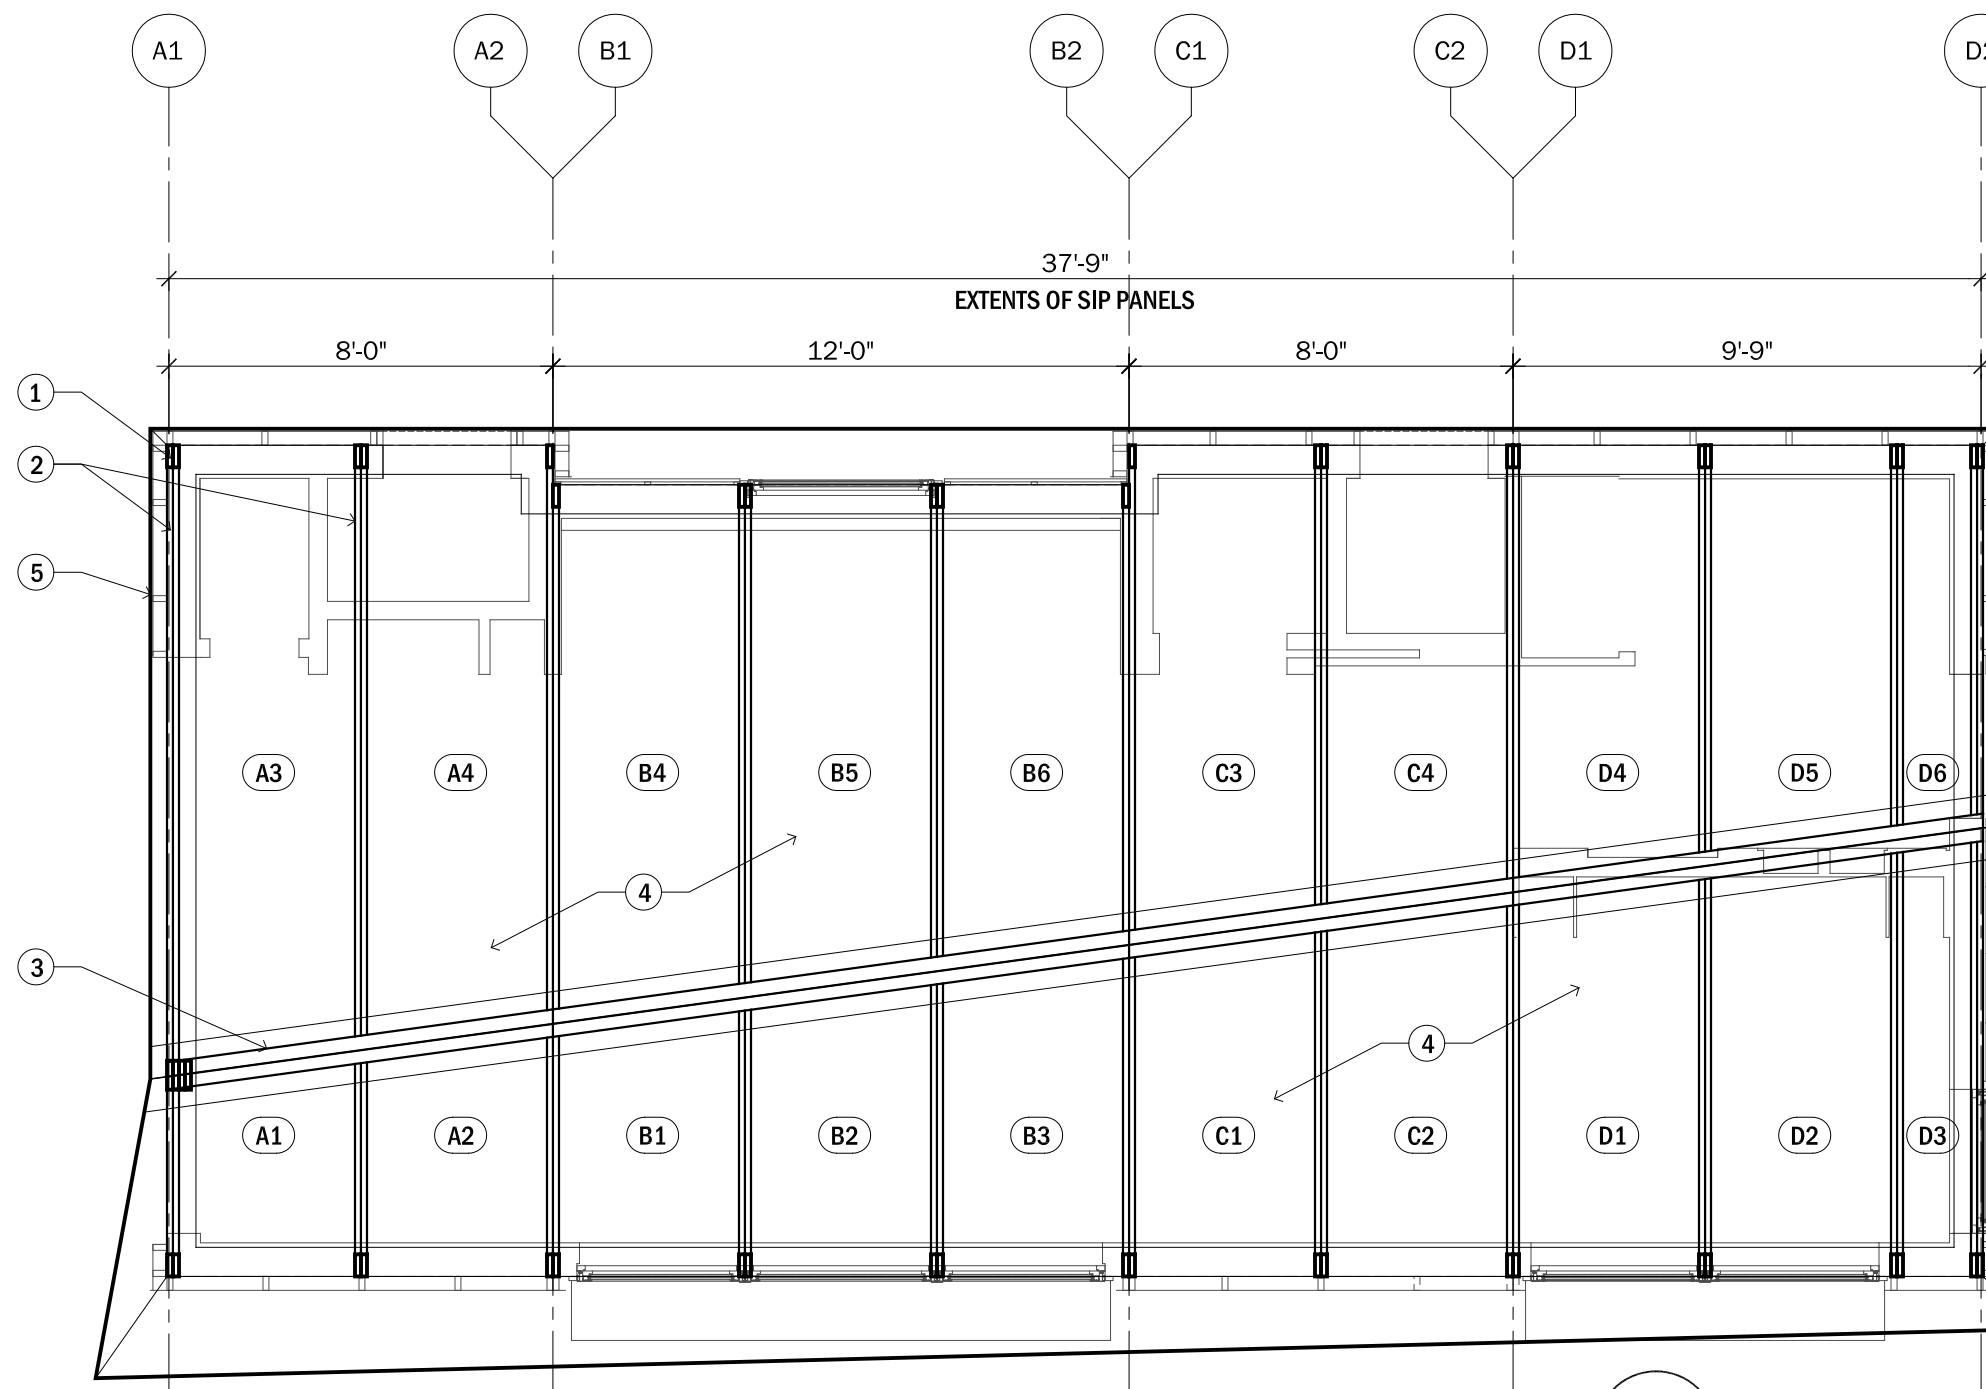 A1 A2 B1 B2 C1 C2 D1
37'-9"
EXTENTS OF SIP PANELS
8'-0" 12'-0" 8'-0" 9'-9"
1
2
5
A3 A4 B4 B5 B6 C3 C4 D4 D5 D6
4
3
4
A1 A2 B1 B2 B3 C1 C2 D1 D2 D3